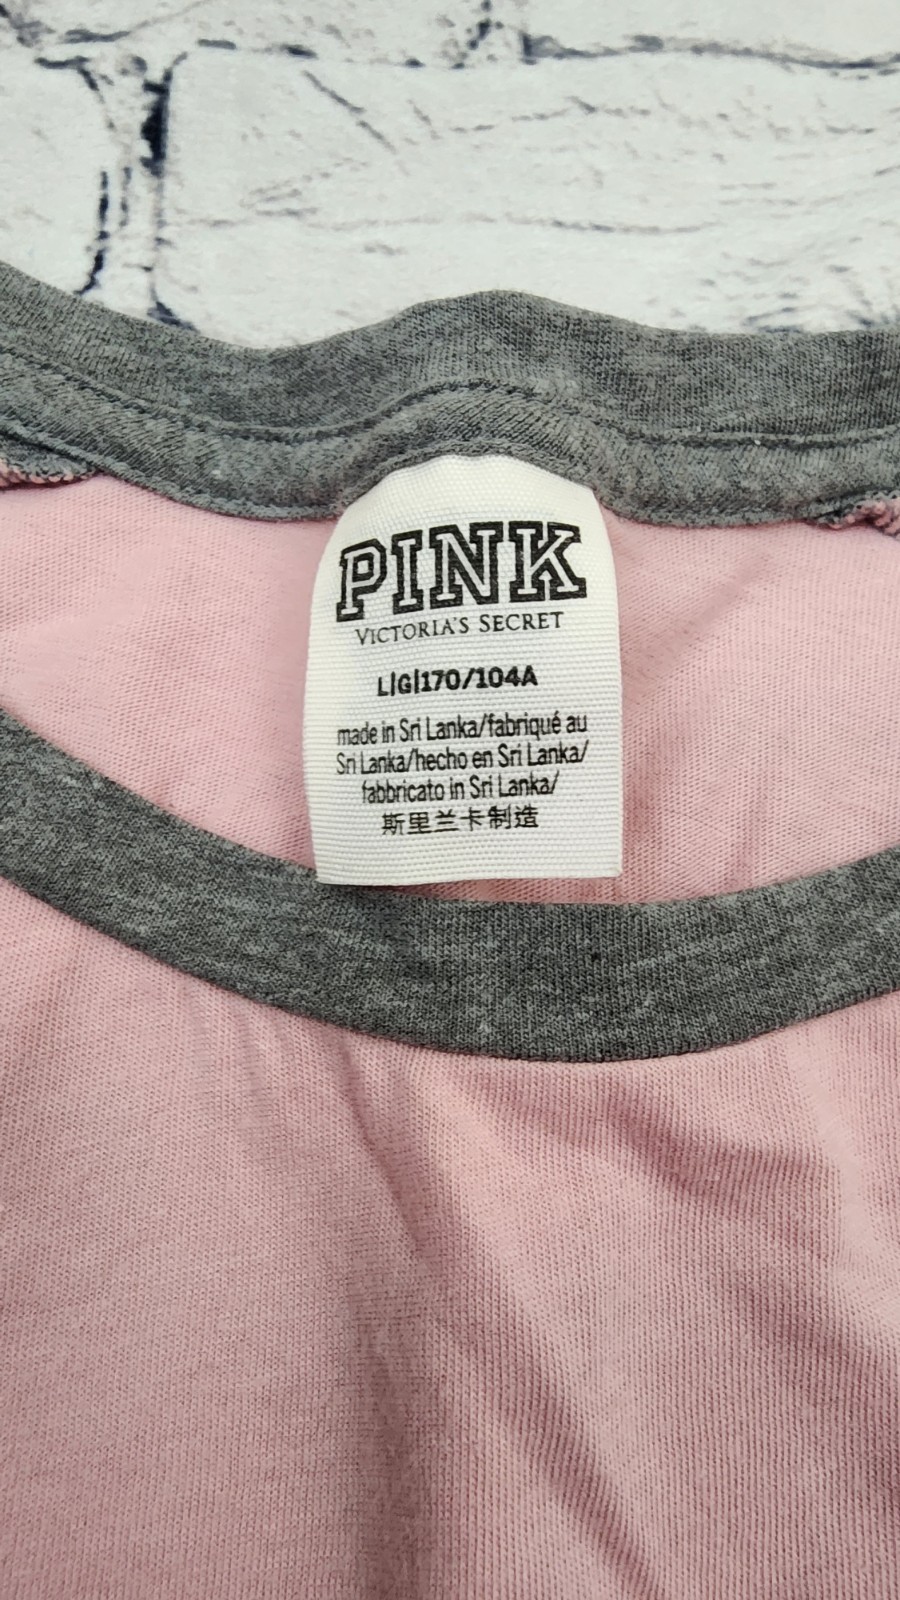 PINK
VICTORIA'S SECRET
L|G|170/104A
made in Sri Lanka/fabriqué au
Sri Lanka/hecho en Sri Lanka/
fabbricato in Sri Lanka/
斯里兰卡制造